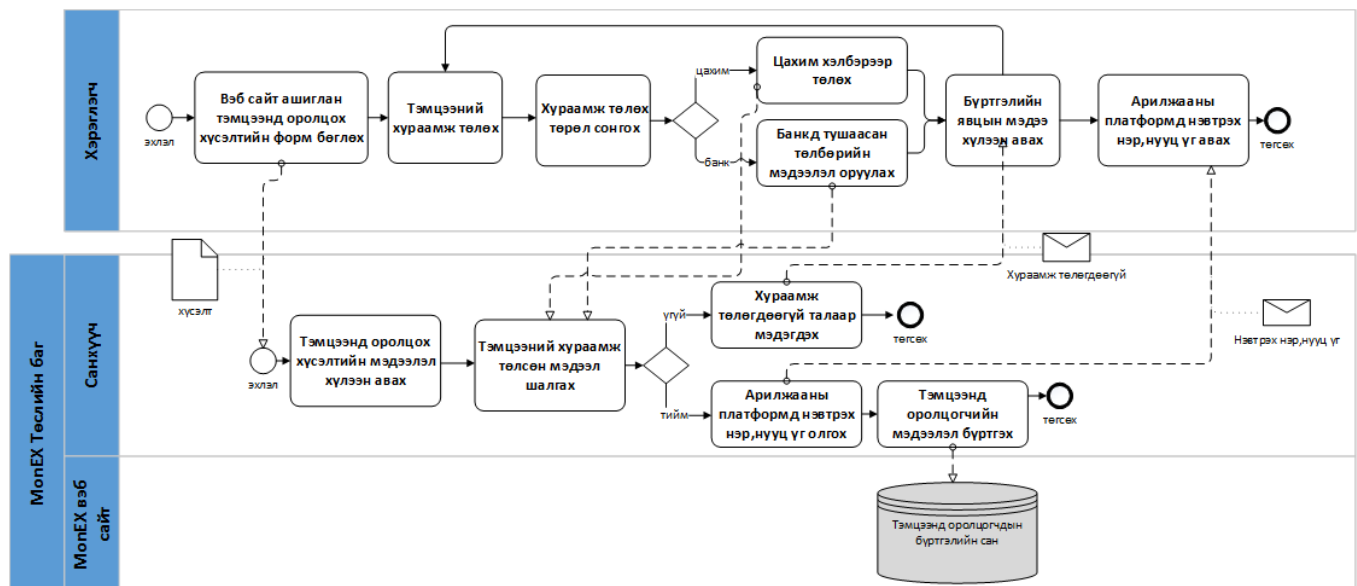 Хэрэглэгч
эхлэл
Вэб сайт ашиглан
тэмцээнд оролцох
хүсэлтийн форм бөглөх
Тэмцээний
хураамж төлөх
Хураамж төлөх
төрөл сонгох
цахим
банк
Цахим хэлбэрээр
төлөх
Банкд тушаасан
төлбөрийн
мэдээлэл оруулах
Бүртгэлийн
явцын мэдээ
хүлээн авах
Арилжааны
платформд нэвтрэх
нэр,нууц үг авах
төгсөх
хүсэлт
Хураамж төлөгдөөгүй
Нэвтрэх нэр,нууц үг
MonEX Төслийн баг
Санхүүч
эхлэл
Тэмцээнд оролцох
хүсэлтийн мэдээлэл
хүлээн авах
Тэмцээний хураамж
төлсөн мэдээл
шалгах
үгүй
тийм
Хураамж
төлөгдөөгүй талаар
мэдэгдэх
төгсөх
Арилжааны
платформд нэвтрэх
нэр,нууц үг олгох
Тэмцээнд
оролцогчийн
мэдээлэл бүртгэх
төгсөх
MonEX вэб
сайт
Тэмцээнд оролцогчдын
бүртгэлийн сан